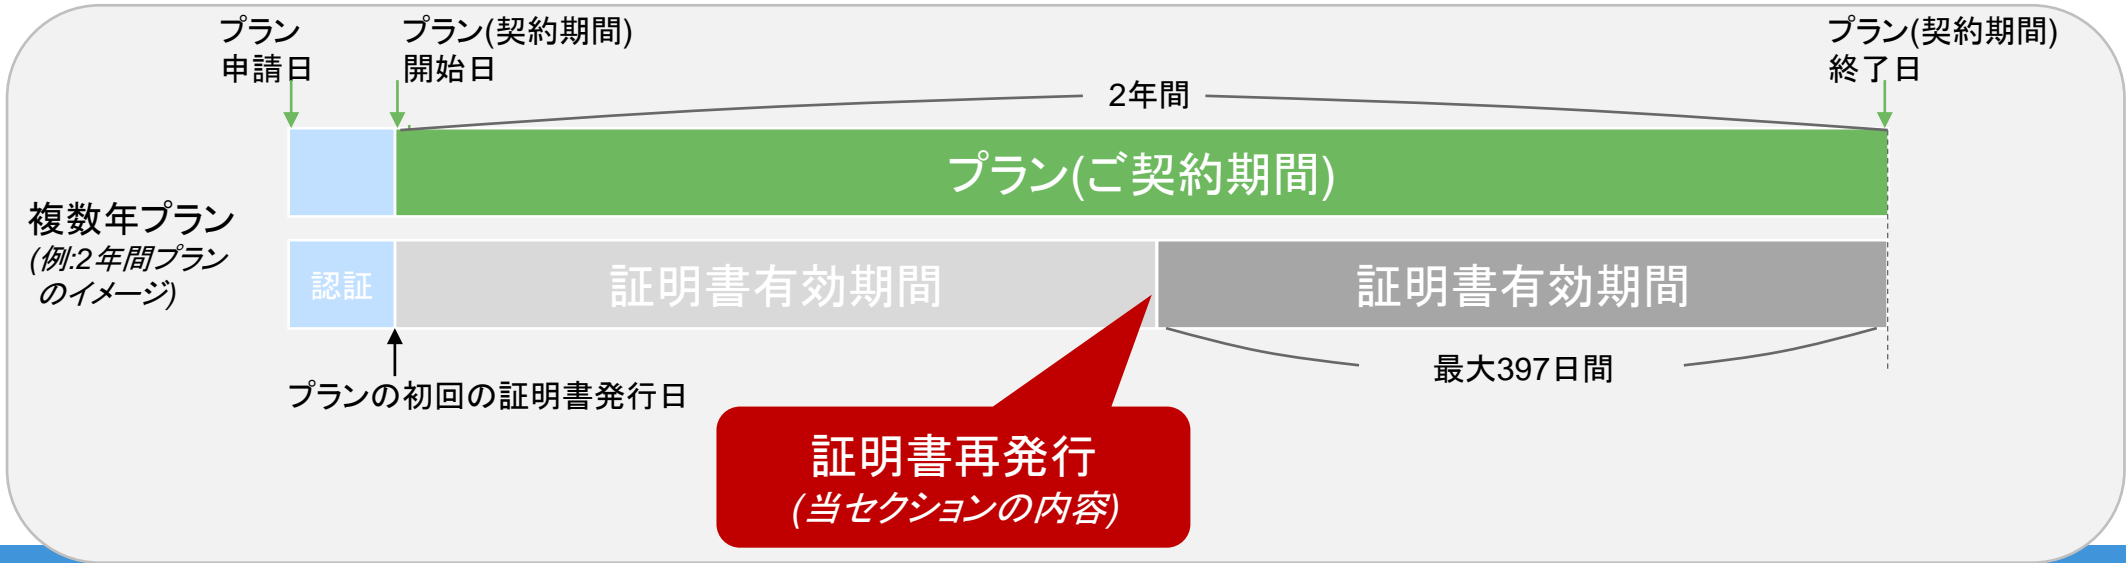 プラン
申請日
プラン(契約期間)
開始日
プラン(契約期間)
終了日
2年間
プラン(ご契約期間)
複数年プラン
(例:2年間プラン
のイメージ)
認証
証明書有効期間
証明書有効期間
最大397日間
プランの初回の証明書発行日
証明書再発行
(当セクションの内容)